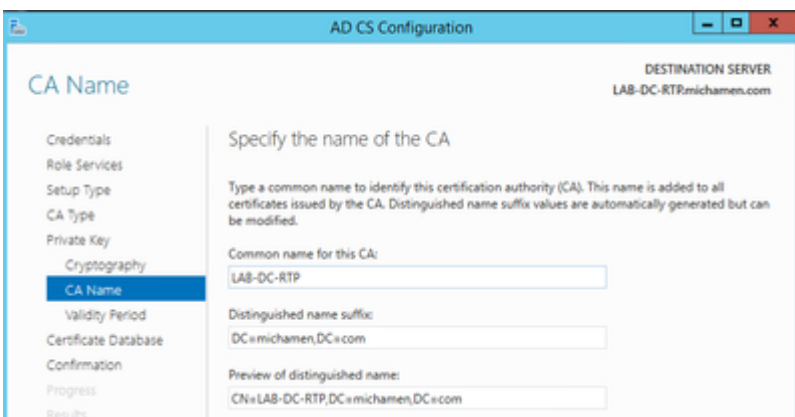 AD CS Configuration
CA Name
DESTINATION SERVER
LAB-DC-RTP.michamen.com
Credentials
Role Services
Setup Type
CA Type
Private Key
Cryptography
CA Name
Validity Period
Certificate Database
Confirmation
Progress
Results
Specify the name of the CA
Type a common name to identify this certification authority (CA). This name is added to all
certificates issued by the CA. Distinguished name suffix values are automatically generated but can
be modified.
Common name for this CA:
LAB-DC-RTP
Distinguished name suffix:
DC=michamen,DC=com
Preview of distinguished name:
CN=LAB-DC-RTP,DC=michamen,DC=com